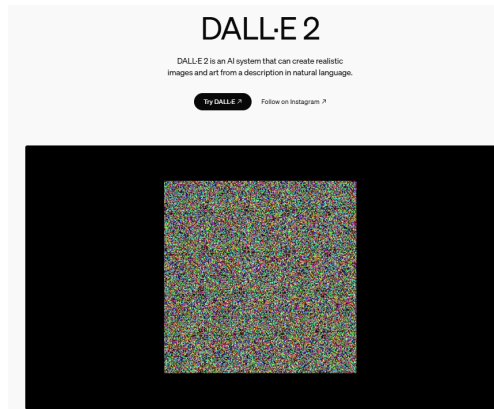 DALL·E 2
DALL·E 2 is an AI system that can create realistic
images and art from a description in natural language.
Try DALL·E ↗ Follow on Instagram ↗